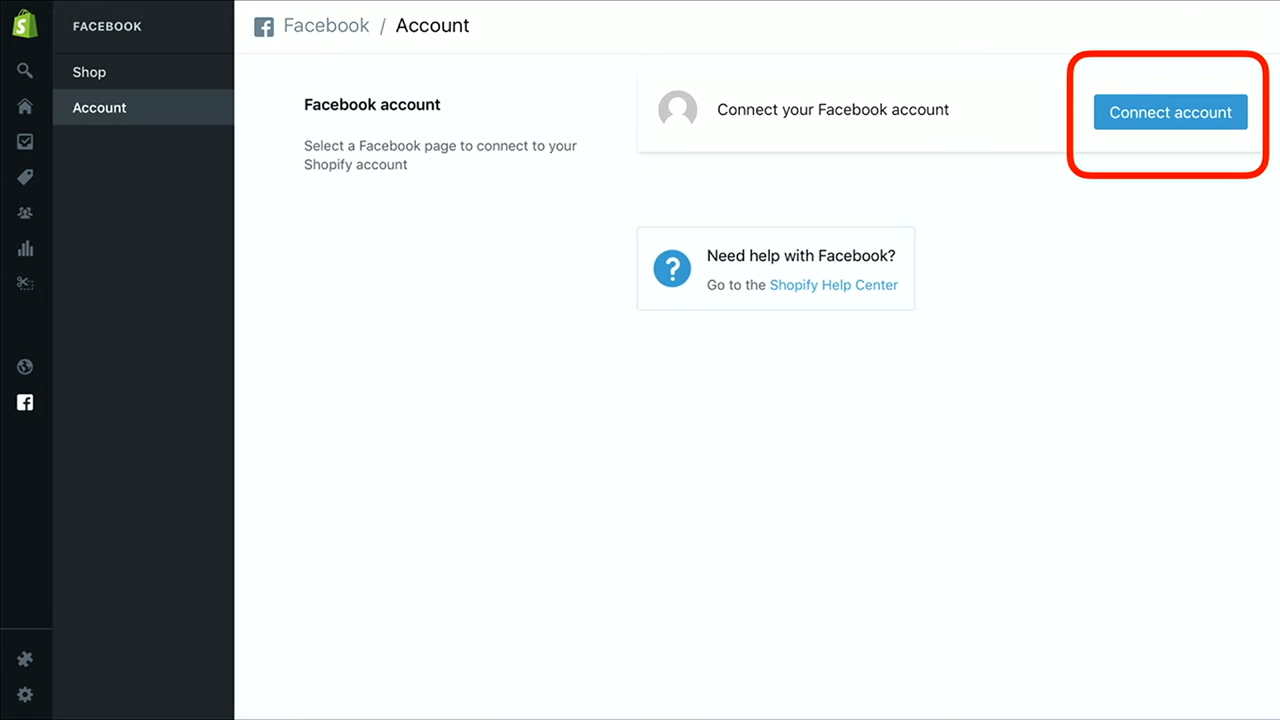 FACEBOOK
Shop
Account
Facebook / Account
Facebook account
Select a Facebook page to connect to your
Shopify account
Connect your Facebook account
Connect account
Need help with Facebook?
Go to the Shopify Help Center